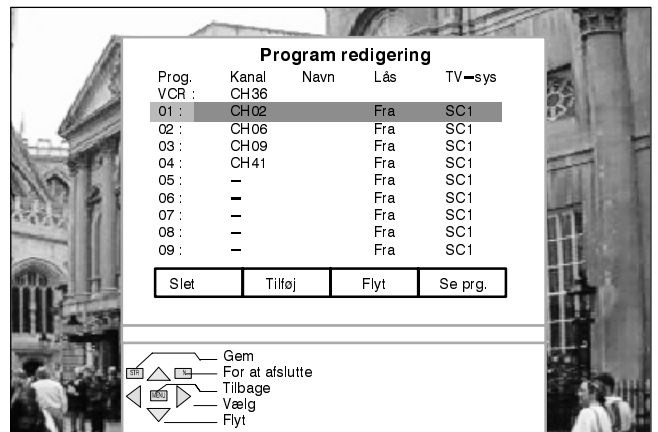 Program redigering
Prog. Kanal Navn Lås TV-sys
VCR : CH36
01 : CH02 Fra SC1
02 : CH06 Fra SC1
03 : CH09 Fra SC1
04 : CH41 Fra SC1
05 : – Fra SC1
06 : – Fra SC1
07 : – Fra SC1
08 : – Fra SC1
09 : – Fra SC1
Slet Tilføj Flyt Se prg.
Gem
STR N For at afslutte
Tilbage
MENU Vælg
Flyt